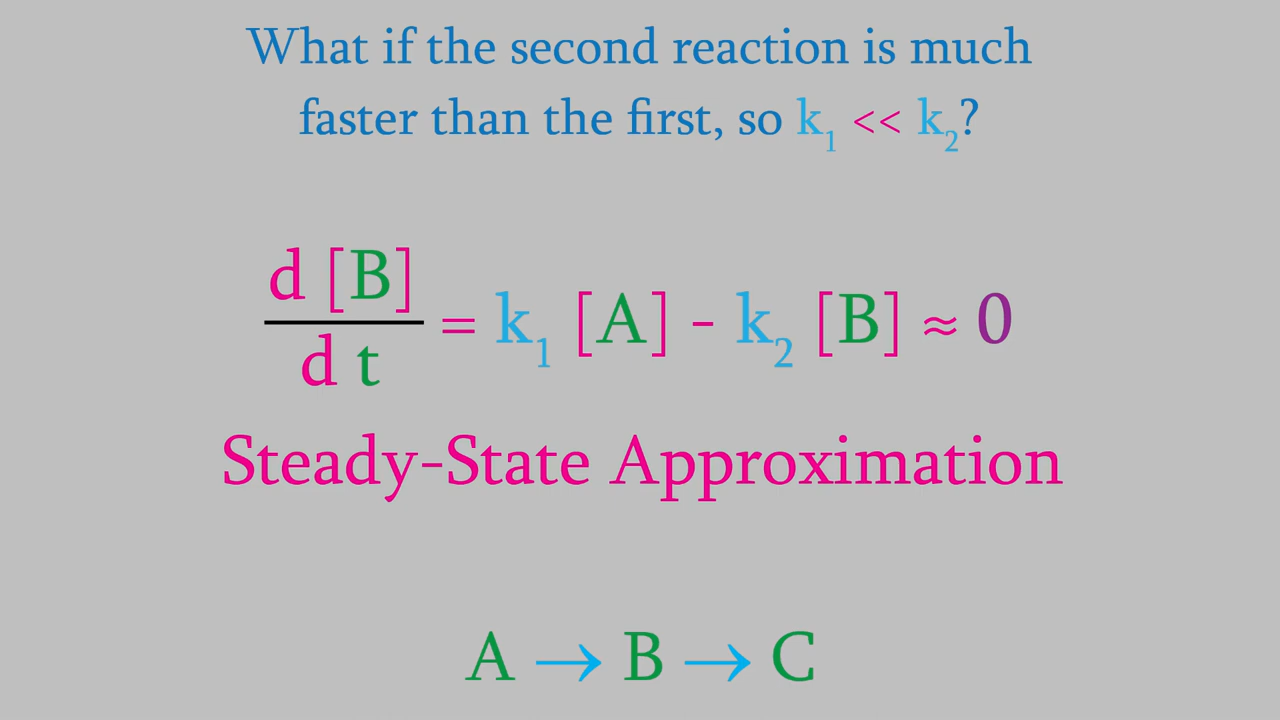 What if the second reaction is much
faster than the first, so k₁ << k₂?
d [B]
d t
= k₁ [A] - k₂ [B] ≈ 0
Steady-State Approximation
A → B → C